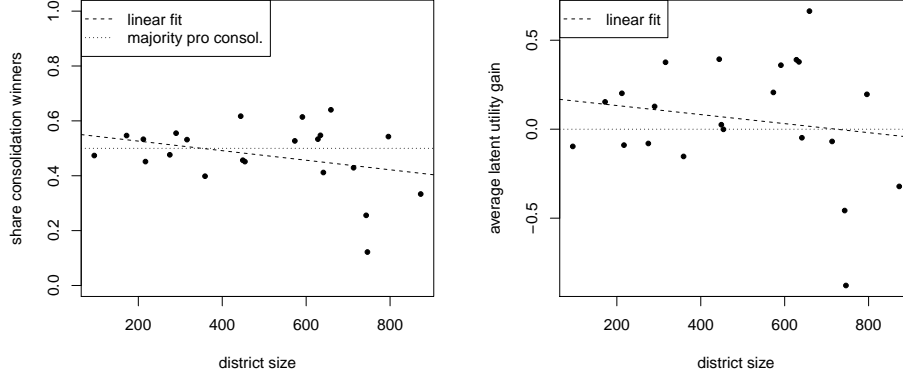 linear fit
majority pro consol.
share consolidation winners
0.0 0.2 0.4 0.6 0.8 1.0
200 400 600 800
district size
linear fit
average latent utility gain
−0.5 0.0 0.5
200 400 600 800
district size